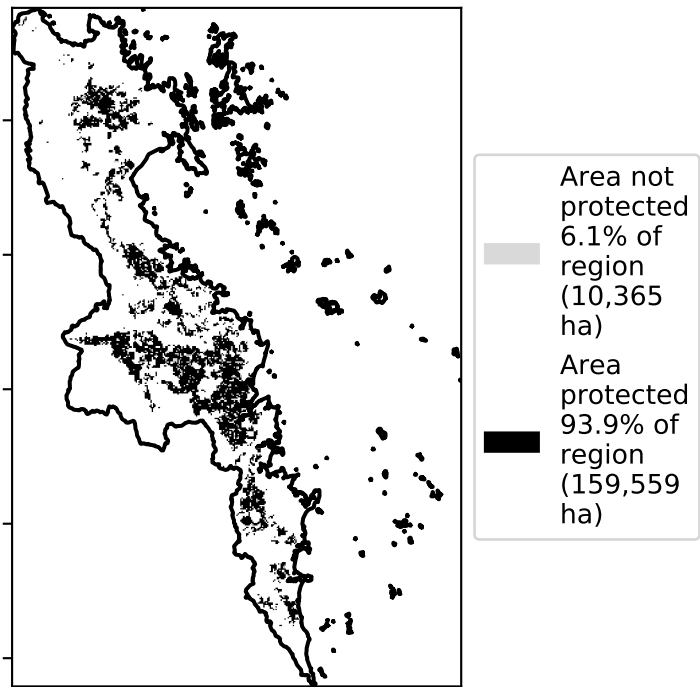 Area not
protected
6.1% of
region
(10,365
ha)
Area
protected
93.9% of
region
(159,559
ha)